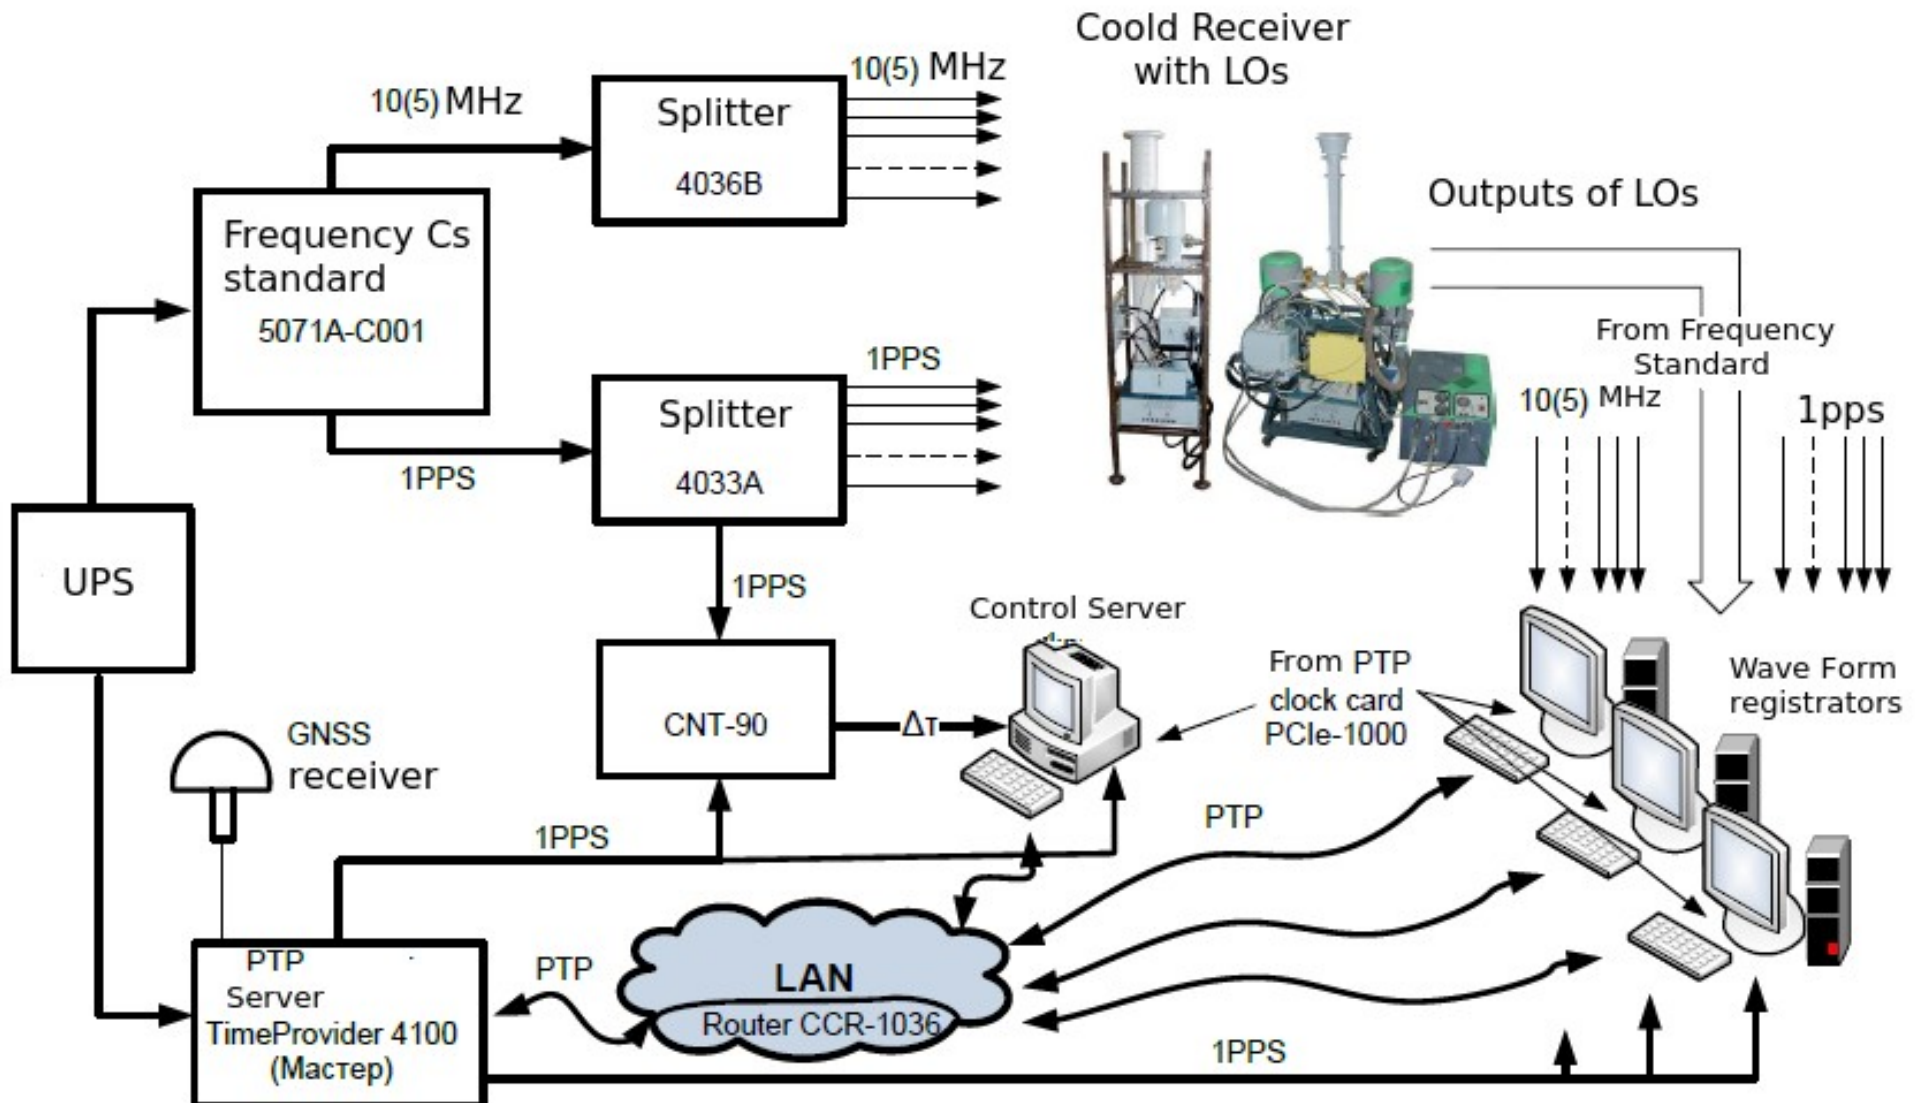 Coold Receiver
with LOs
10(5) MHz
10(5) MHz
Splitter
4036B
Outputs of LOs
Frequency Cs
standard
5071A-C001
From Frequency
Standard
10(5) MHz
1pps
1PPS
Splitter
4033A
1PPS
UPS
1PPS
Control Server
From PTP
clock card
PCIe-1000
Wave Form
registrators
CNT-90
Δτ
GNSS
receiver
1PPS
PTP
PTP
Server
TimeProvider 4100
(Мастер)
PTP
LAN
Router CCR-1036
1PPS